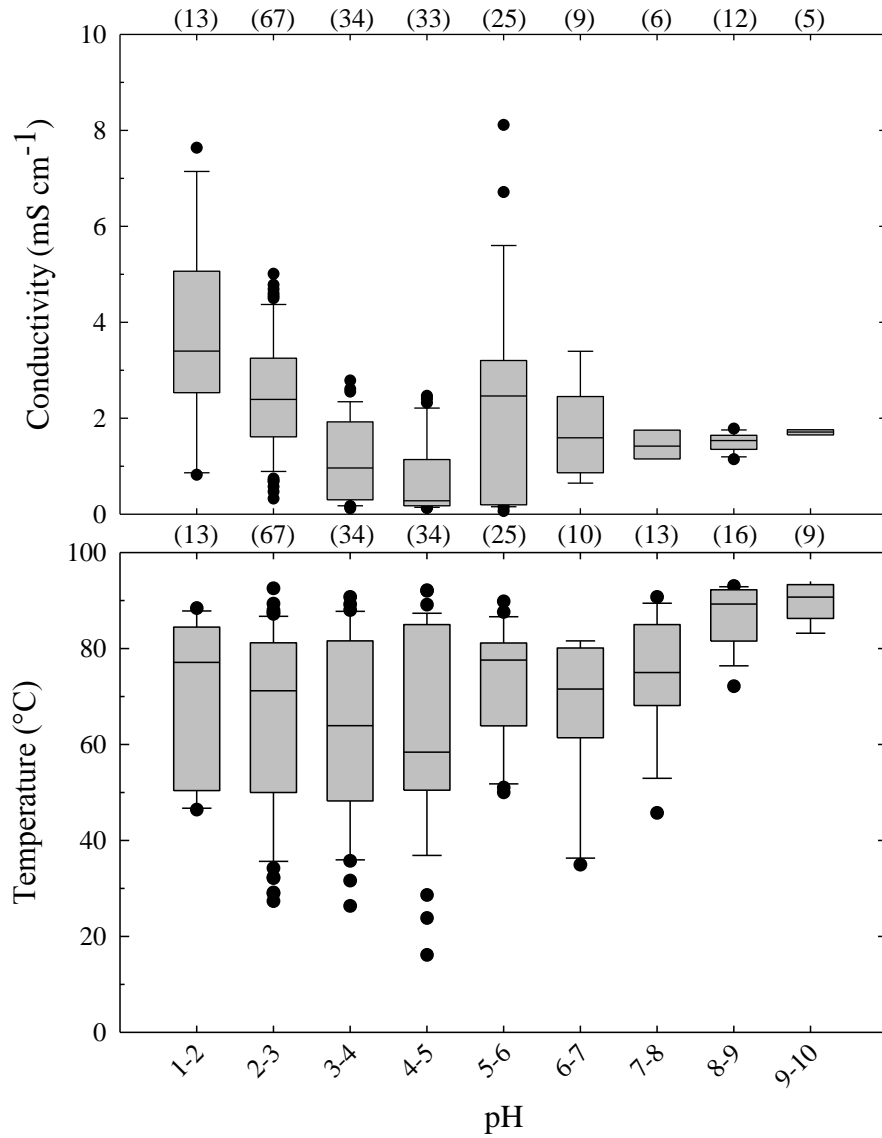 (13) (67) (34) (33) (25) (9) (6) (12) (5)
10
8
6
4
2
0
Conductivity (mS cm-1)
(13) (67) (34) (34) (25) (10) (13) (16) (9)
100
80
60
40
20
0
Temperature (°C)
1-2 2-3 3-4 4-5 5-6 6-7 7-8 8-9 9-10
pH